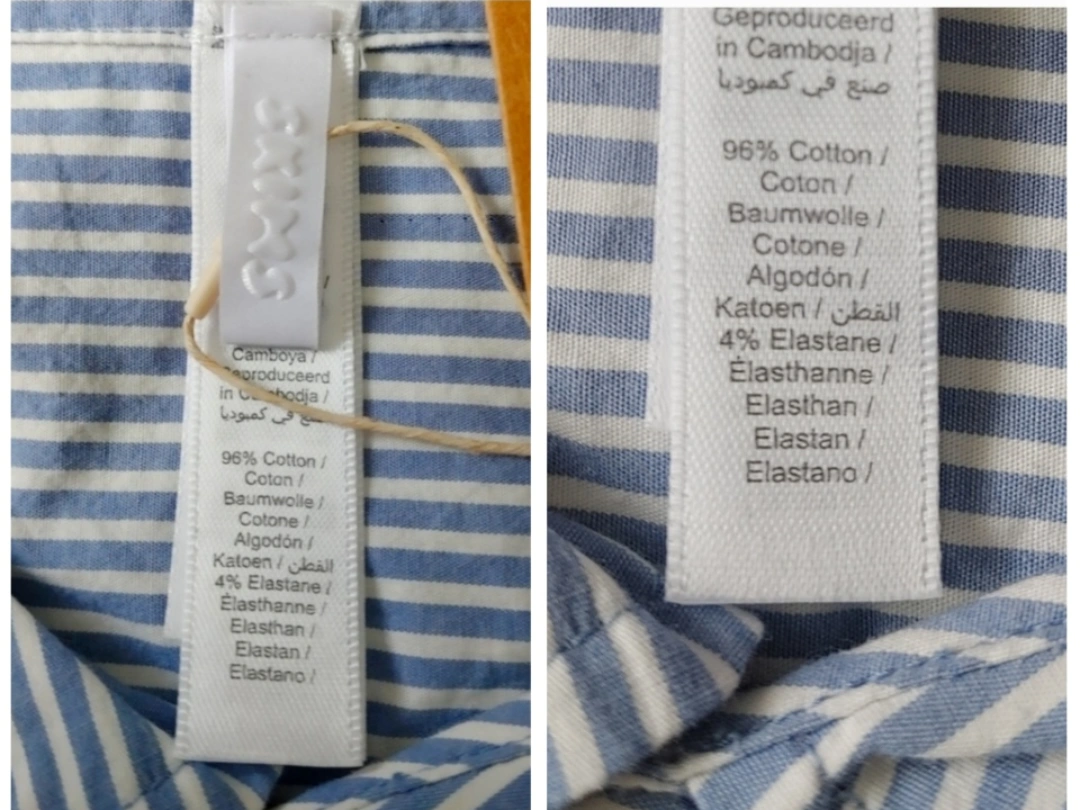 SKIMS
Camboya /
Geproduceerd
in Cambodja /
صنع في كمبوديا
96% Cotton /
Coton /
Baumwolle /
Cotone /
Algodón /
Katoen / القطن
4% Elastane /
Élasthanne /
Elasthan /
Elastan /
Elastano /
Geproduceerd
in Cambodja /
صنع في كمبوديا
96% Cotton /
Coton /
Baumwolle /
Cotone /
Algodón /
Katoen / القطن
4% Elastane /
Élasthanne /
Elasthan /
Elastan /
Elastano /